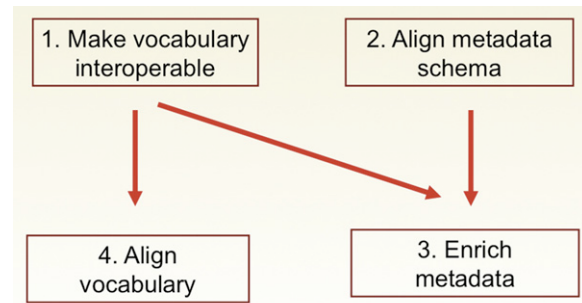 1. Make vocabulary
interoperable
2. Align metadata
schema
4. Align
vocabulary
3. Enrich
metadata